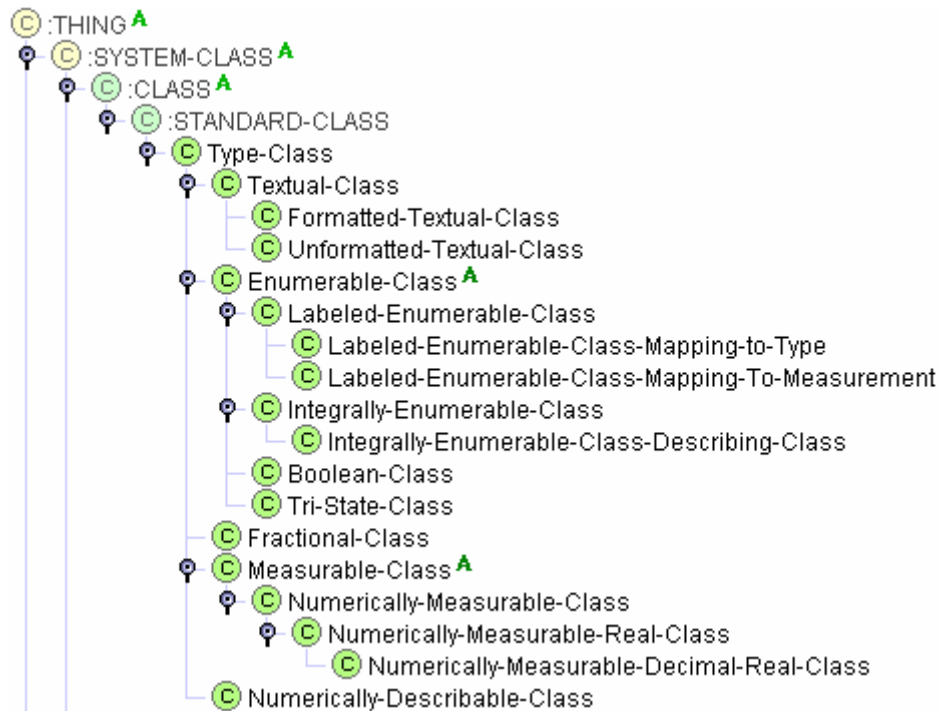 C :THING A
C :SYSTEM-CLASS A
C :CLASS A
C :STANDARD-CLASS
C Type-Class
C Textual-Class
C Formatted-Textual-Class
C Unformatted-Textual-Class
C Enumerable-Class A
C Labeled-Enumerable-Class
C Labeled-Enumerable-Class-Mapping-to-Type
C Labeled-Enumerable-Class-Mapping-To-Measurement
C Integrally-Enumerable-Class
C Integrally-Enumerable-Class-Describing-Class
C Boolean-Class
C Tri-State-Class
C Fractional-Class
C Measurable-Class A
C Numerically-Measurable-Class
C Numerically-Measurable-Real-Class
C Numerically-Measurable-Decimal-Real-Class
C Numerically-Describable-Class